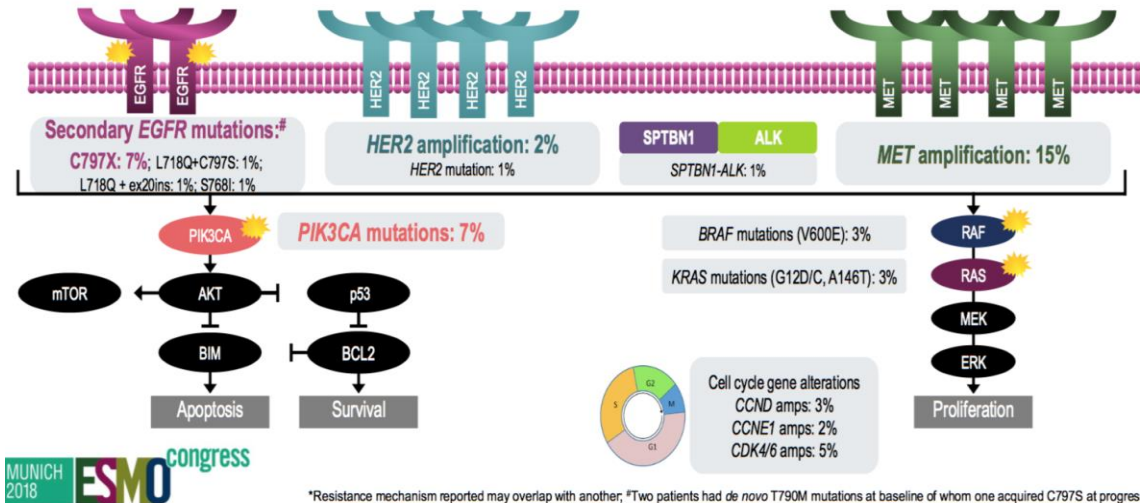 EGFR
EGFR
HER2
HER2
HER2
HER2
MET
MET
MET
MET
Secondary EGFR mutations:#
C797X: 7%; L718Q+C797S: 1%;
L718Q + ex20ins: 1%; S768I: 1%
HER2 amplification: 2%
HER2 mutation: 1%
SPTBN1
ALK
SPTBN1-ALK: 1%
MET amplification: 15%
PIK3CA
PIK3CA mutations: 7%
BRAF mutations (V600E): 3%
RAF
KRAS mutations (G12D/C, A146T): 3%
RAS
mTOR
AKT
p53
MEK
BIM
BCL2
ERK
Apoptosis
Survival
Proliferation
G2
M
S
G1
Cell cycle gene alterations
CCND amps: 3%
CCNE1 amps: 2%
CDK4/6 amps: 5%
MUNICH
2018
ESMO
congress
*Resistance mechanism reported may overlap with another; #Two patients had de novo T790M mutations at baseline of whom one acquired C797S at progres